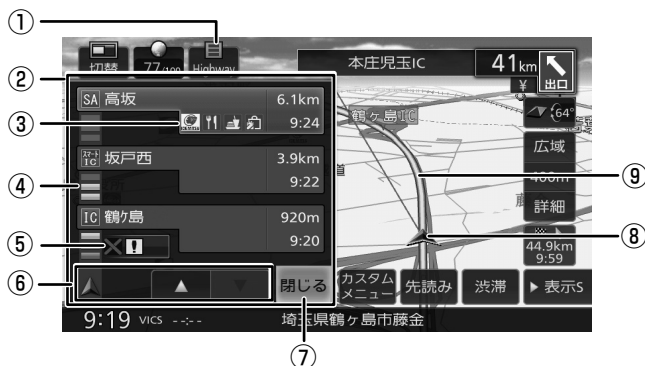 ①
切替 77/100 Highway
本庄児玉IC 41km 出口
②
SA 高坂 6.1km
③ 9:24
スマートIC 坂戸西 3.9km
④ 9:22
IC 鶴ヶ島 920m
⑤ 9:20
⑥
閉じる
⑦
鶴ヶ島IC
¥
64°
広域
詳細
⑨
⑧
44.9km
9:59
カスタム
メニュー
先読み 渋滞 ▶表示S
9:19 VICS --:-- 埼玉県鶴ヶ島市藤金